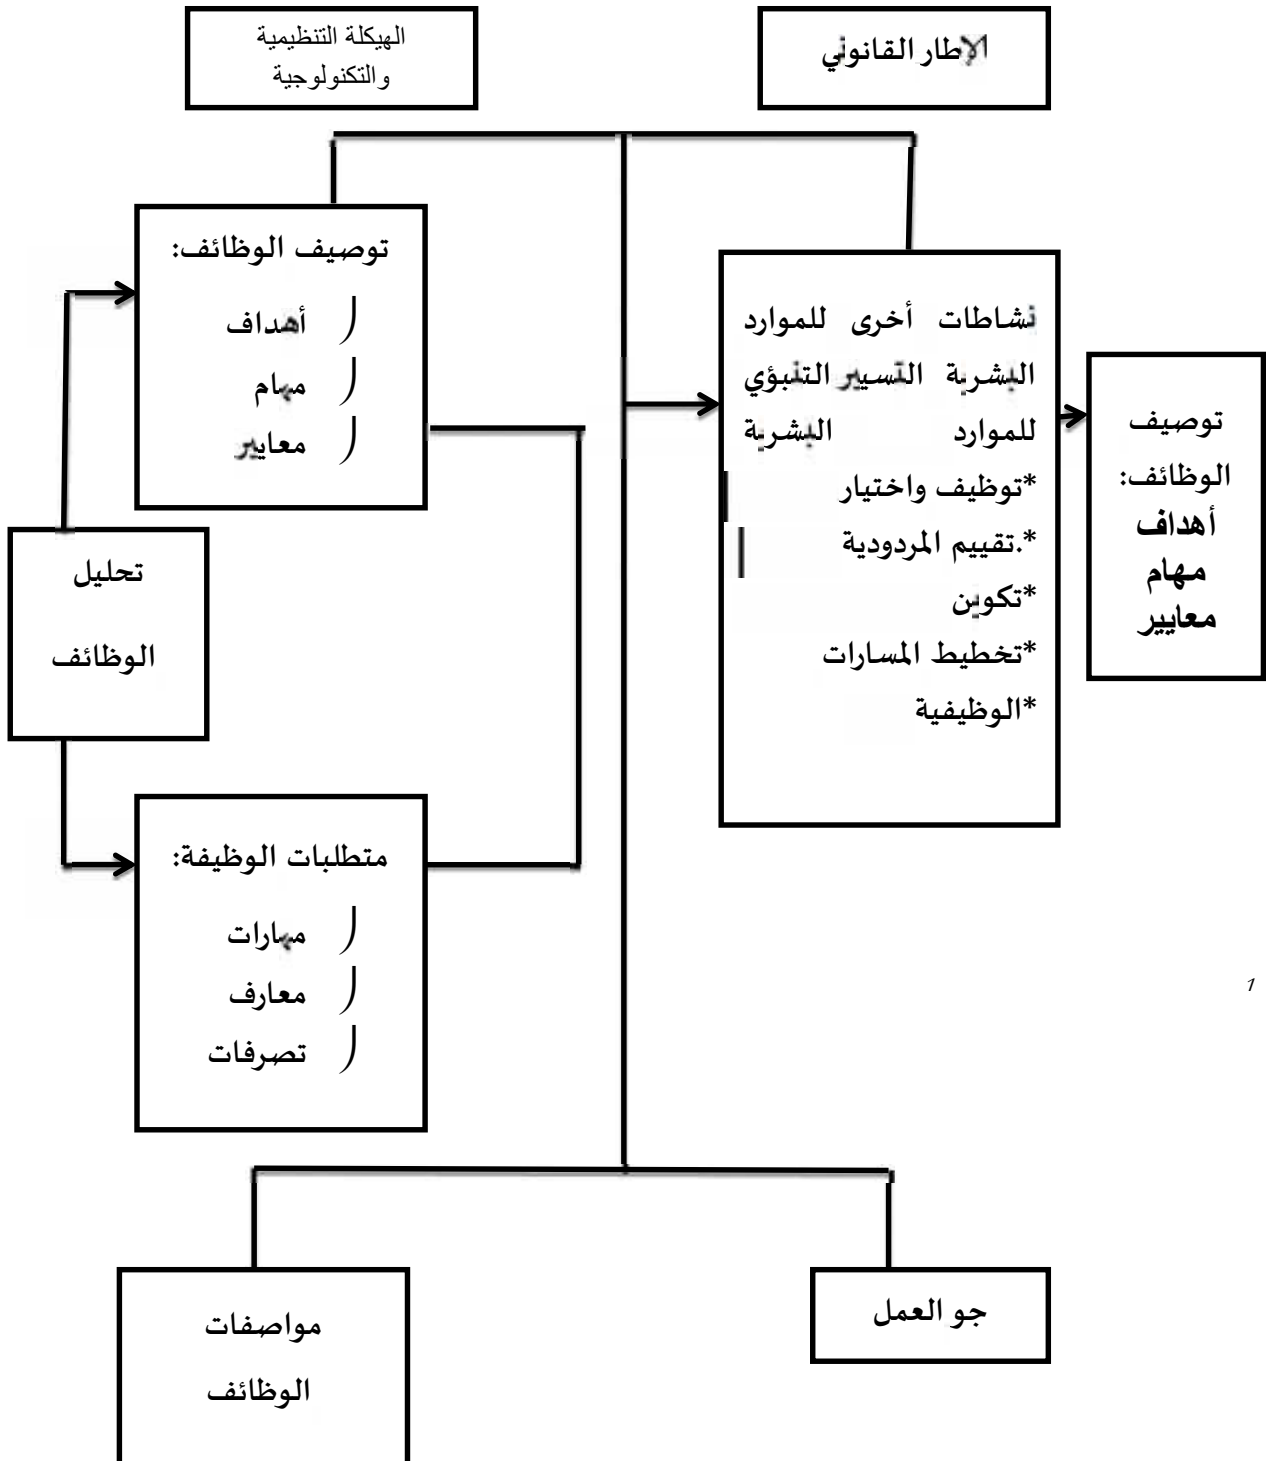 الإطار القانوني
الهيكلة التنظيمية
والتكنولوجية
توصيف الوظائف:
أهداف
مهام
معايير
نشاطات أخرى للموارد
البشرية التسيير التنبؤي
للموارد البشرية
*توظيف واختيار
*.تقييم المردودية
*تكوين
*تخطيط المسارات
*الوظيفية
توصيف
الوظائف:
أهداف
مهام
معايير
تحليل
الوظائف
متطلبات الوظيفة:
مهارات
معارف
تصرفات
1
جو العمل
مواصفات
الوظائف